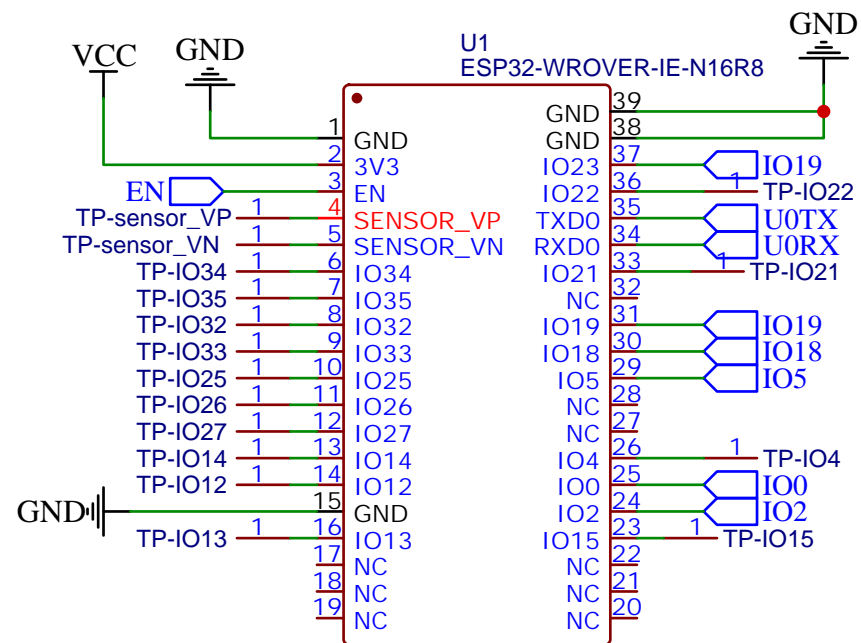 VCC
GND
GND
U1
ESP32-WROVER-IE-N16R8
1 GND
2 3V3
EN 3 EN
TP-sensor_VP 1 4 SENSOR_VP
TP-sensor_VN 1 5 SENSOR_VN
TP-IO34 1 6 IO34
TP-IO35 1 7 IO35
TP-IO32 1 8 IO32
TP-IO33 1 9 IO33
TP-IO25 1 10 IO25
TP-IO26 1 11 IO26
TP-IO27 1 12 IO27
TP-IO14 1 13 IO14
TP-IO12 1 14 IO12
GND 15 GND
TP-IO13 1 16 IO13
17 NC
18 NC
19 NC
GND 39
GND 38
IO23 37 IO19
IO22 36 1 TP-IO22
TXD0 35 U0TX
RXD0 34 U0RX
IO21 33 1 TP-IO21
NC 32
IO19 31 IO19
IO18 30 IO18
IO5 29 IO5
NC 28
NC 27
IO4 26 1 TP-IO4
IO0 25 IO0
IO2 24 IO2
IO15 23 1 TP-IO15
NC 22
NC 21
NC 20